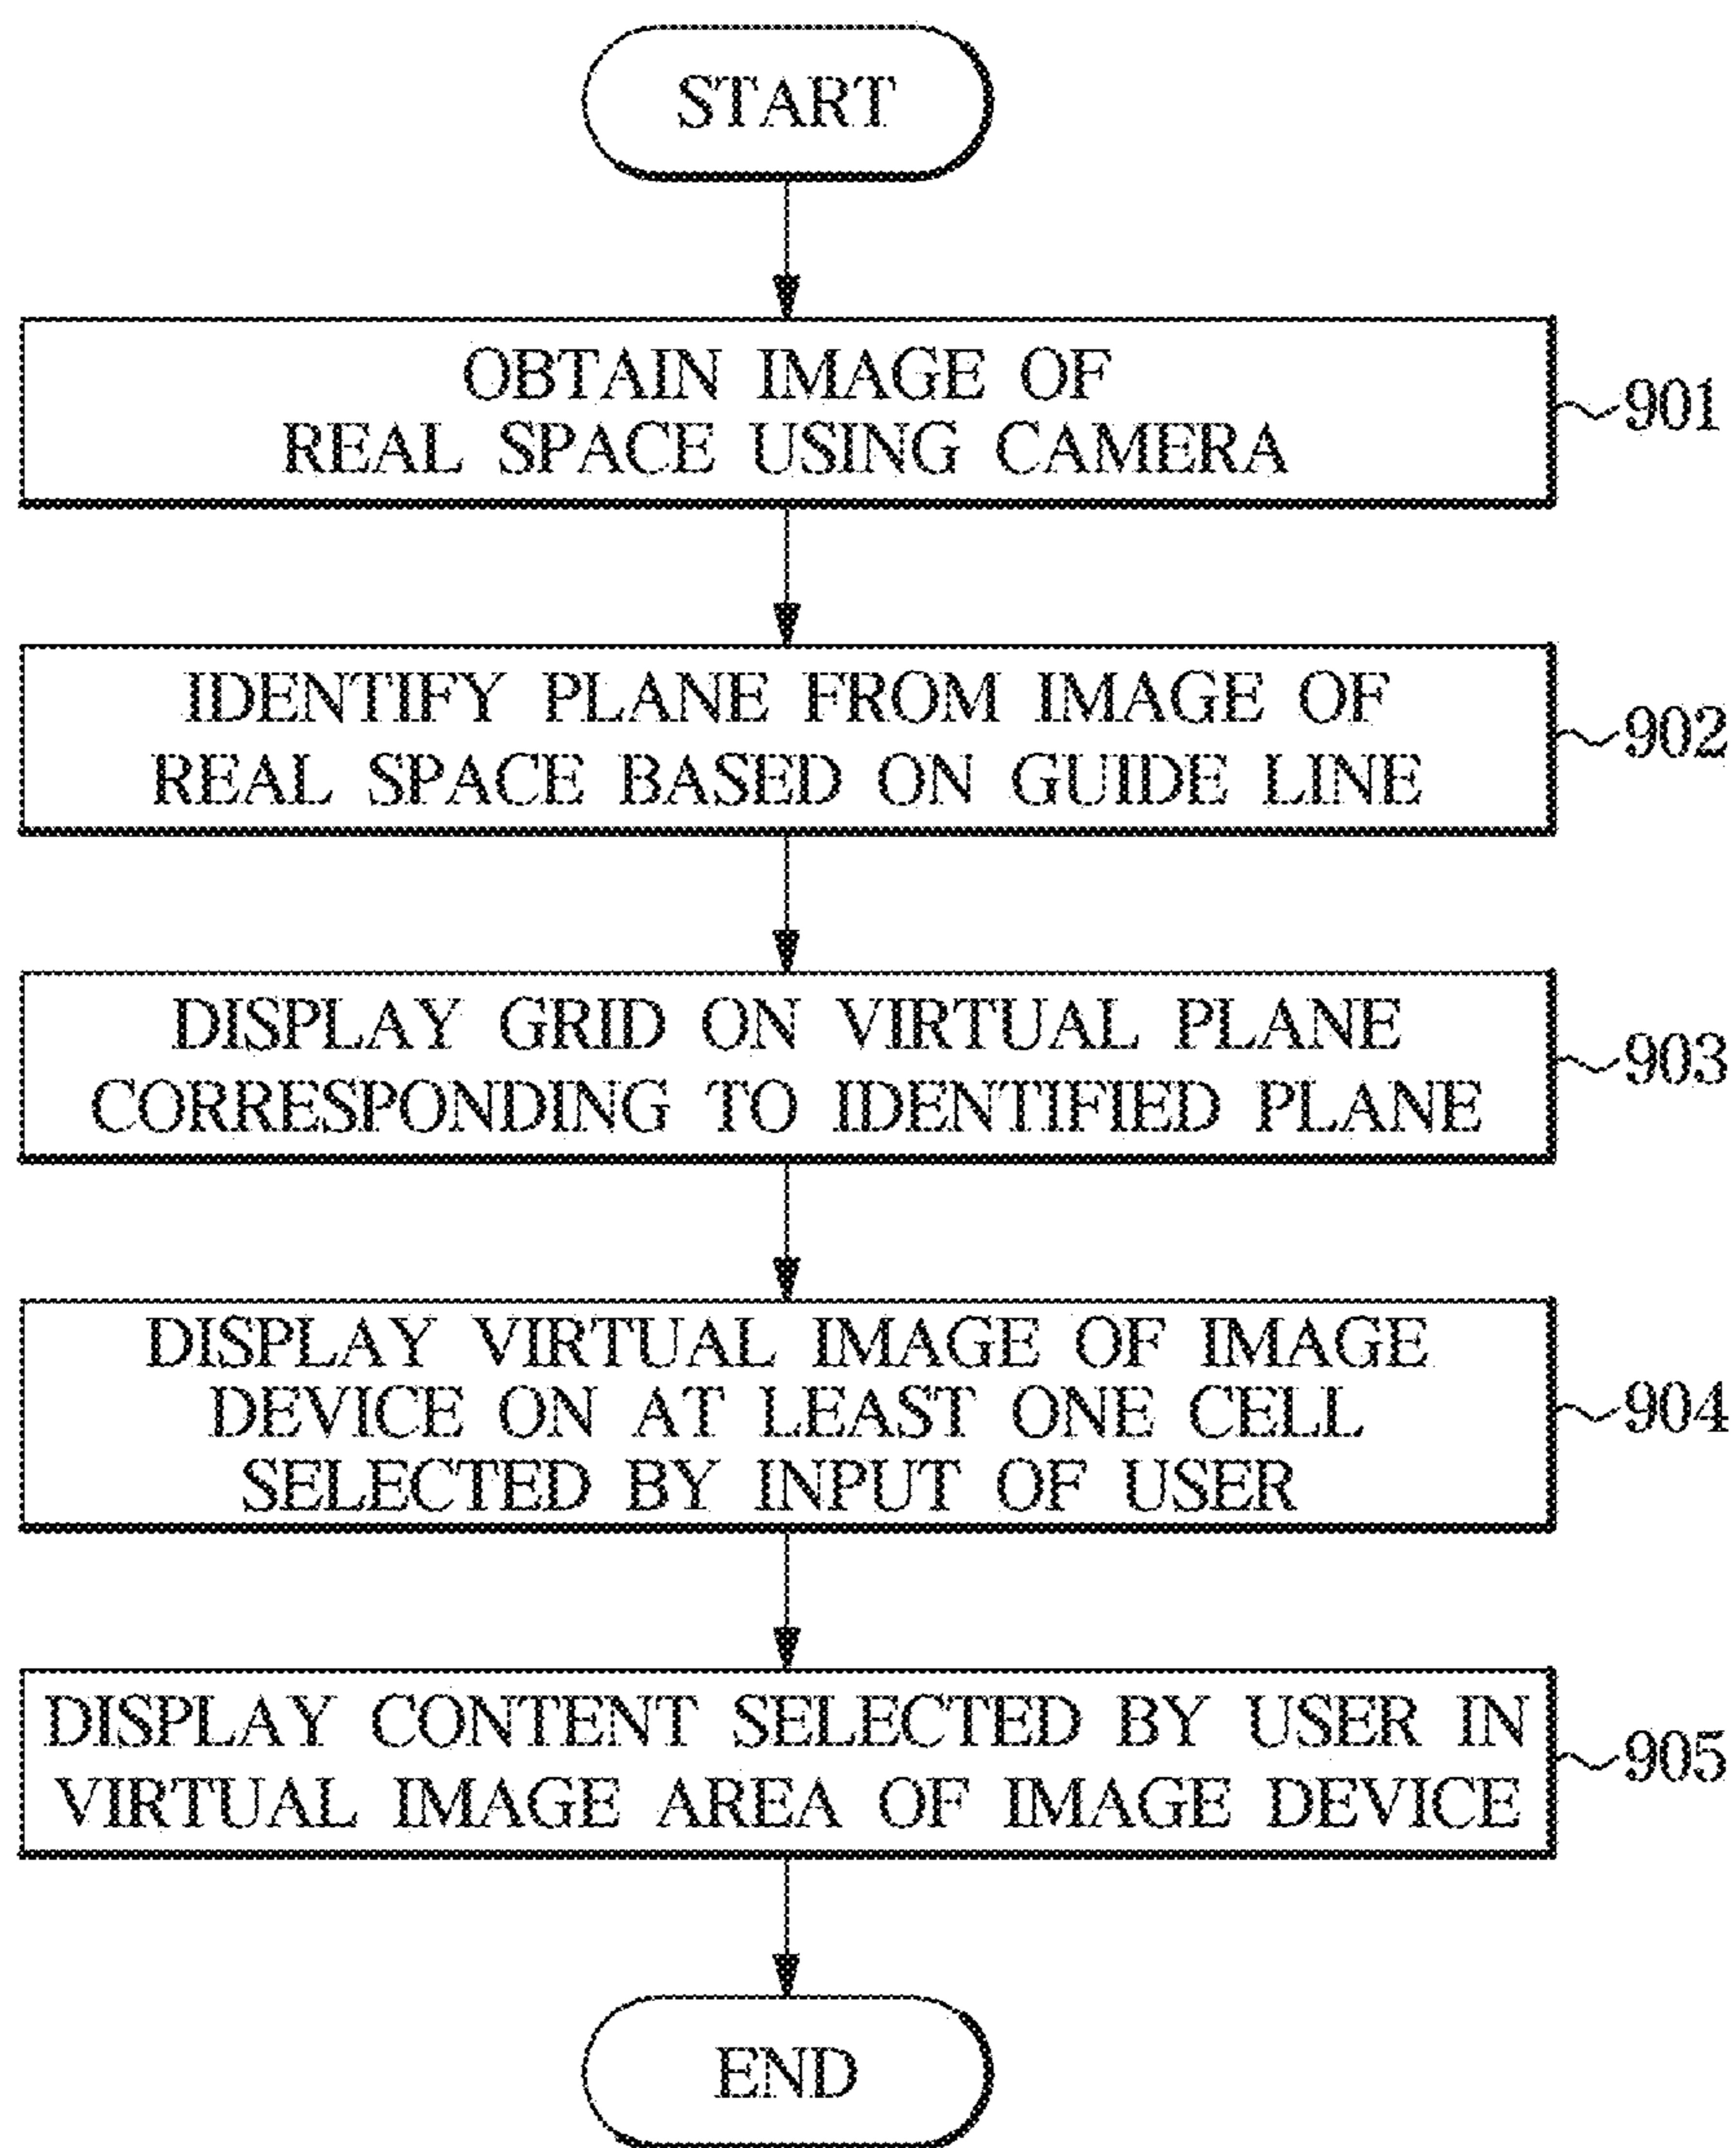 START
OBTAIN IMAGE OF
REAL SPACE USING CAMERA
901
IDENTIFY PLANE FROM IMAGE OF
REAL SPACE BASED ON GUIDE LINE
902
DISPLAY GRID ON VIRTUAL PLANE
CORRESPONDING TO IDENTIFIED PLANE
903
DISPLAY VIRTUAL IMAGE OF IMAGE
DEVICE ON AT LEAST ONE CELL
SELECTED BY INPUT OF USER
904
DISPLAY CONTENT SELECTED BY USER IN
VIRTUAL IMAGE AREA OF IMAGE DEVICE
905
END